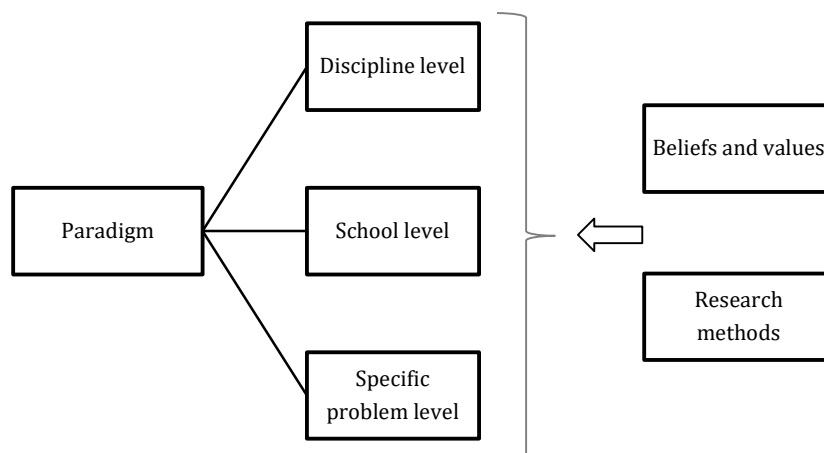 Discipline level
Beliefs and values
Paradigm
School level
Research
methods
Specific
problem level